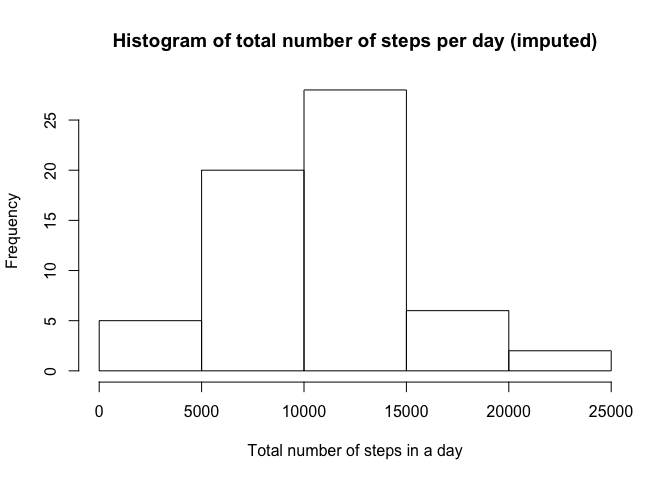 Histogram of total number of steps per day (imputed)
Frequency
25
20
15
10
5
0
0 5000 10000 15000 20000 25000
Total number of steps in a day